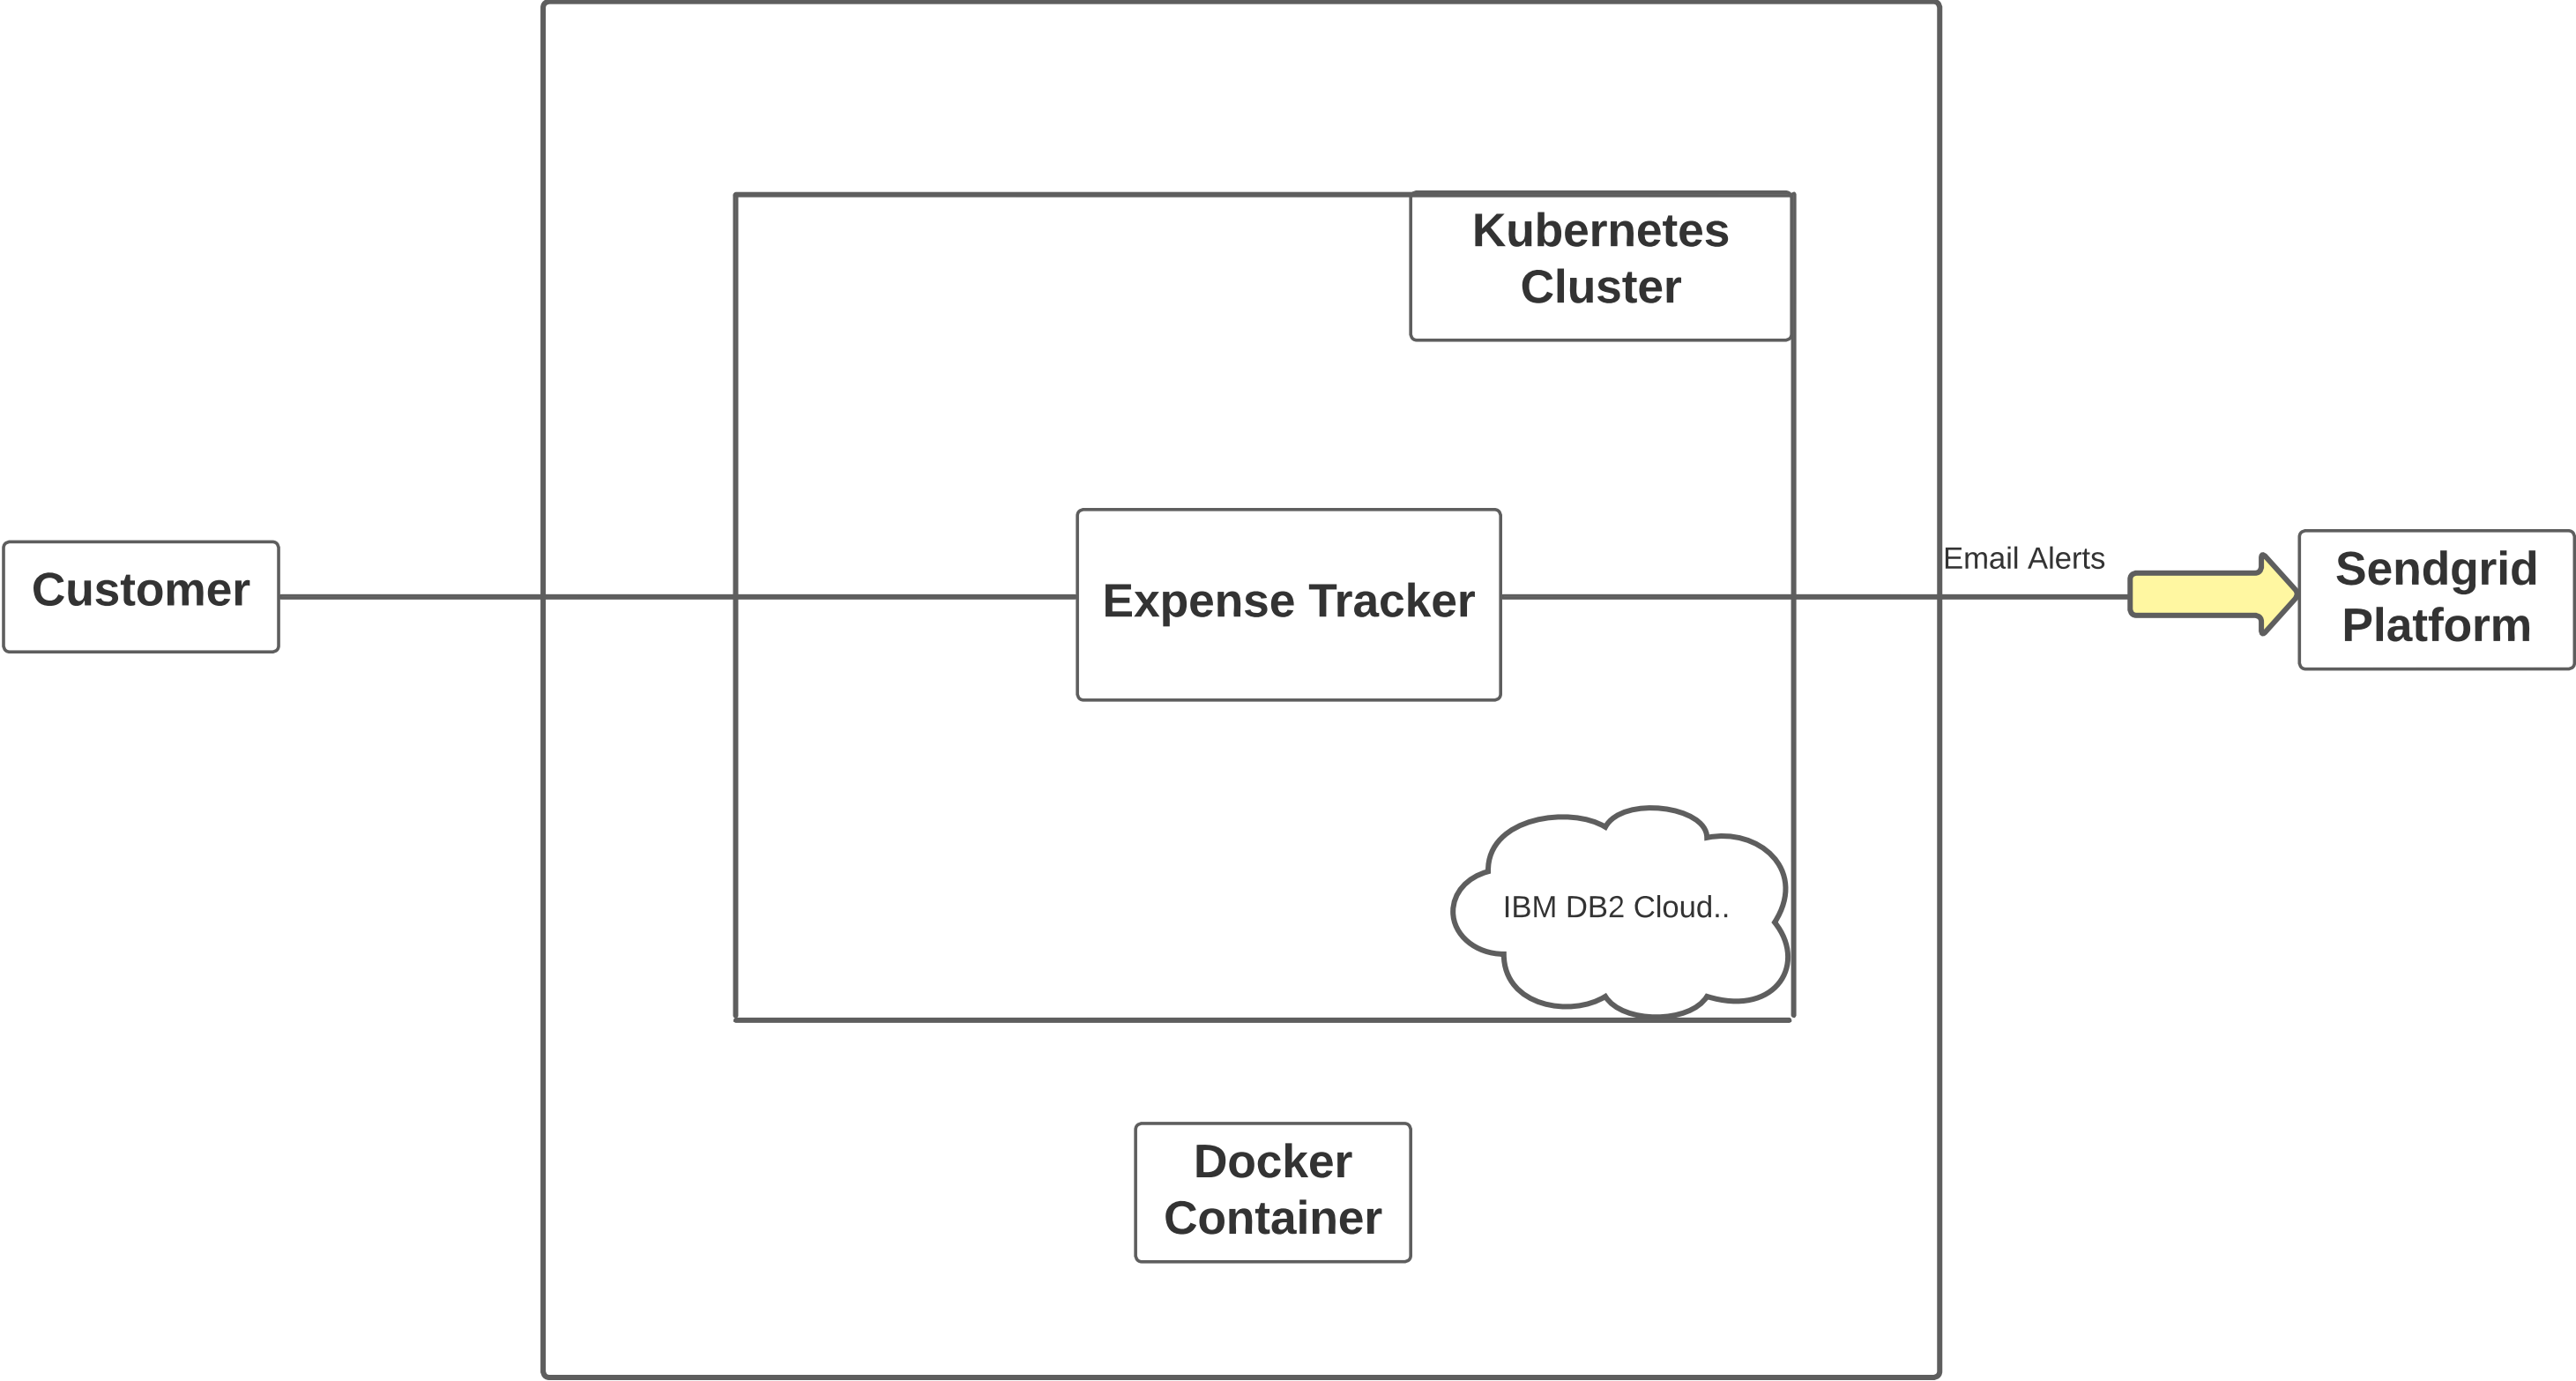 Kubernetes
Cluster
Customer
Expense Tracker
Email Alerts
Sendgrid
Platform
IBM DB2 Cloud..
Docker
Container